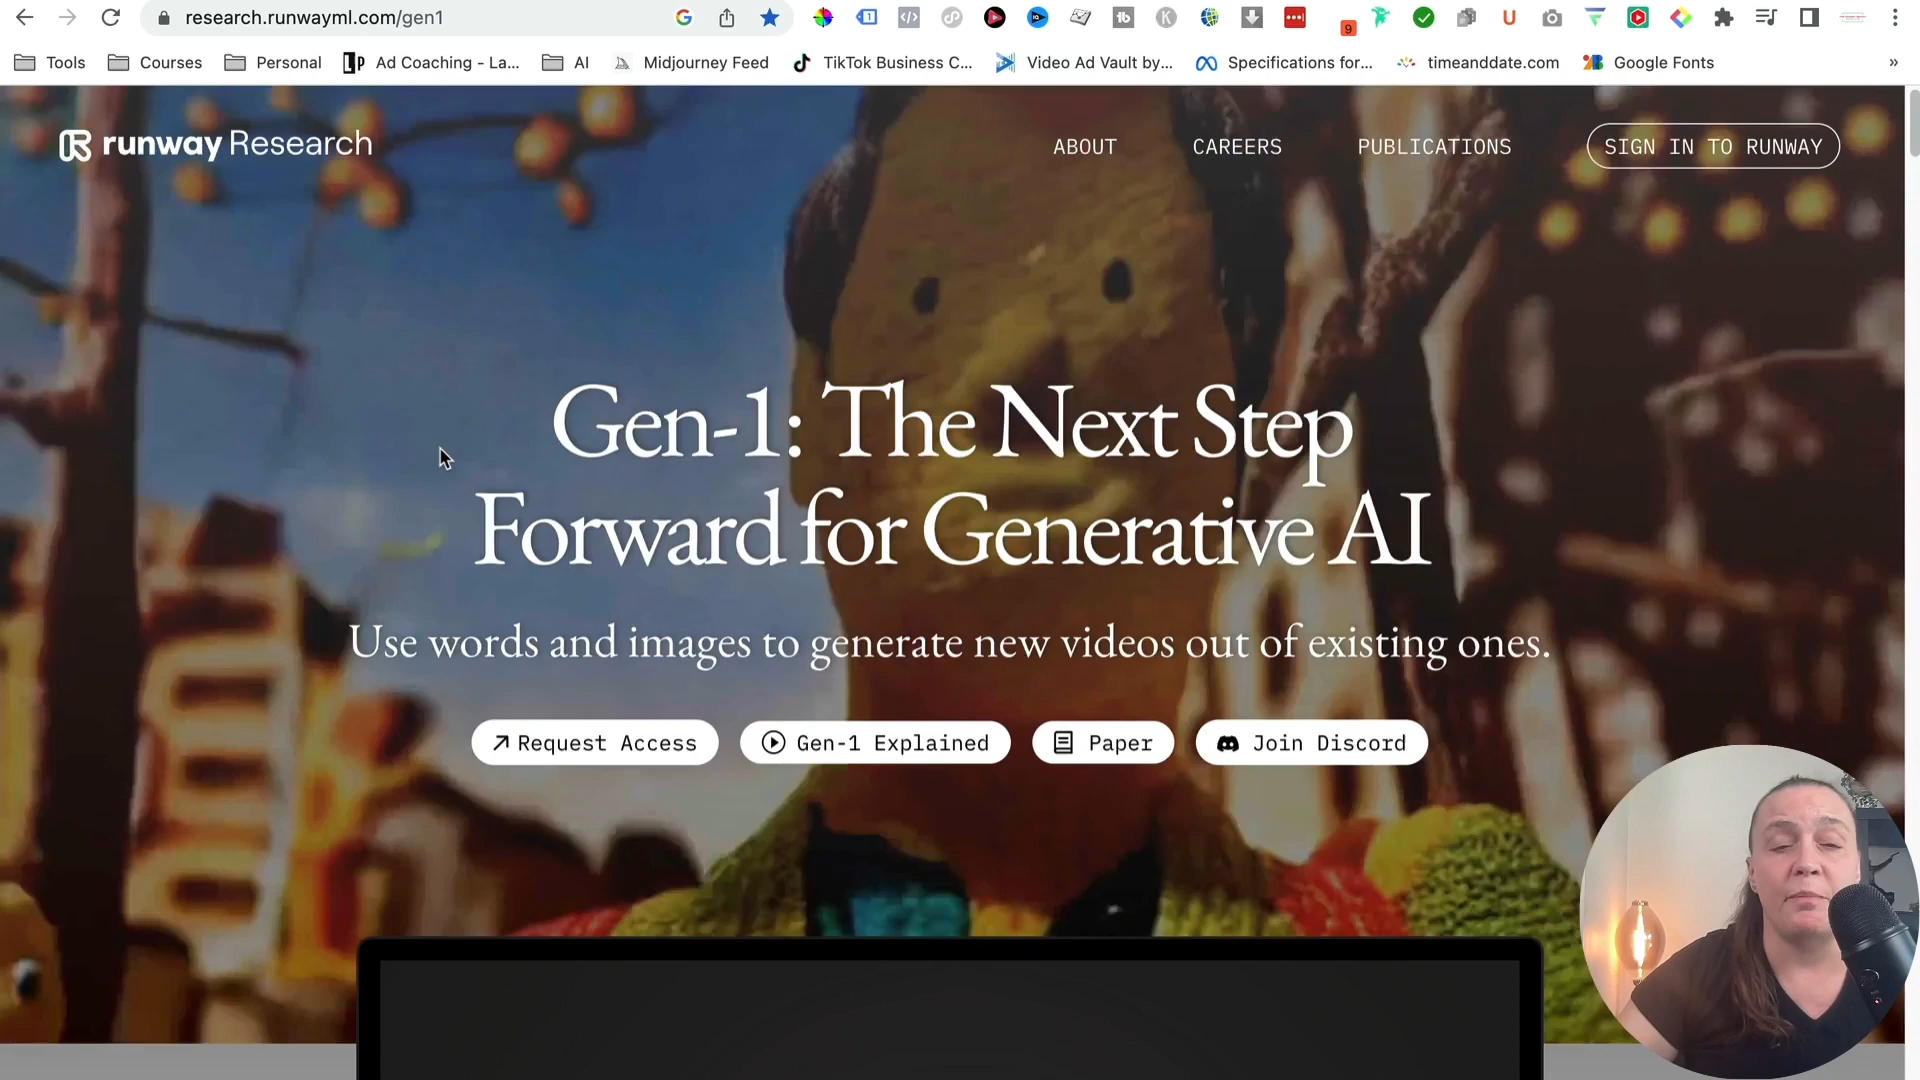 research.runwayml.com/gen1
9
Tools
Courses
Personal
Ad Coaching - La...
AI
Midjourney Feed
TikTok Business C...
Video Ad Vault by...
Specifications for...
timeanddate.com
Google Fonts
»
runway Research
ABOUT
CAREERS
PUBLICATIONS
SIGN IN TO RUNWAY
Gen-1: The Next Step
Forward for Generative AI
Use words and images to generate new videos out of existing ones.
Request Access
Gen-1 Explained
Paper
Join Discord